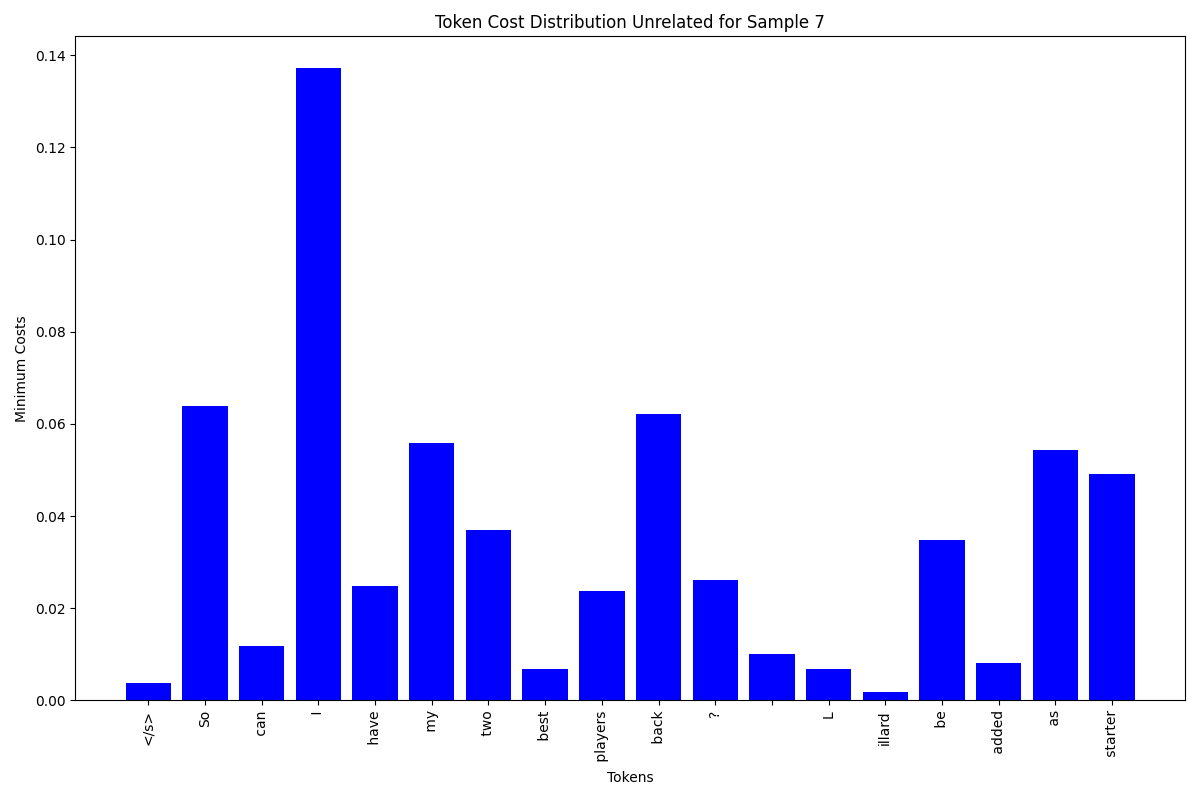 Token Cost Distribution Unrelated for Sample 7
0.14
0.12
0.10
0.08
0.06
0.04
0.02
0.00
Minimum Costs
</s>
So
can
I
have
my
two
best
players
back
?
L
illard
be
added
as
starter
Tokens